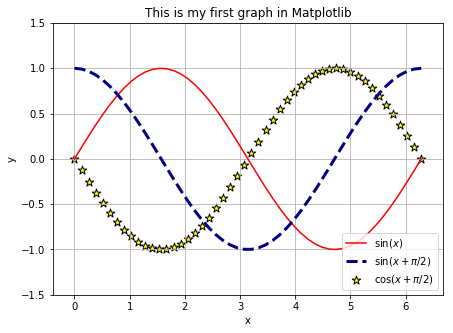 This is my first graph in Matplotlib
1.5
1.0
0.5
0.0
−0.5
−1.0
−1.5
y
0
1
2
3
4
5
6
x
sin(x)
sin(x + π/2)
cos(x + π/2)